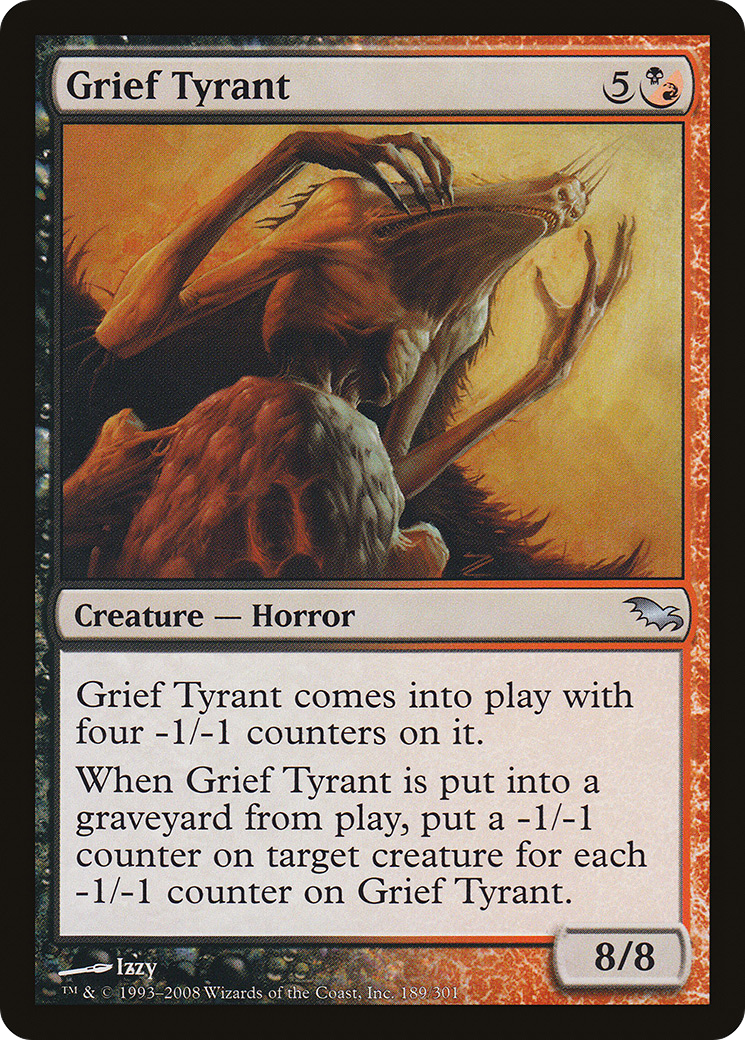 Grief Tyrant 5
Creature — Horror
Grief Tyrant comes into play with
four -1/-1 counters on it.
When Grief Tyrant is put into a
graveyard from play, put a -1/-1
counter on target creature for each
-1/-1 counter on Grief Tyrant.
8/8
Izzy
™ & © 1993–2008 Wizards of the Coast, Inc. 189/301